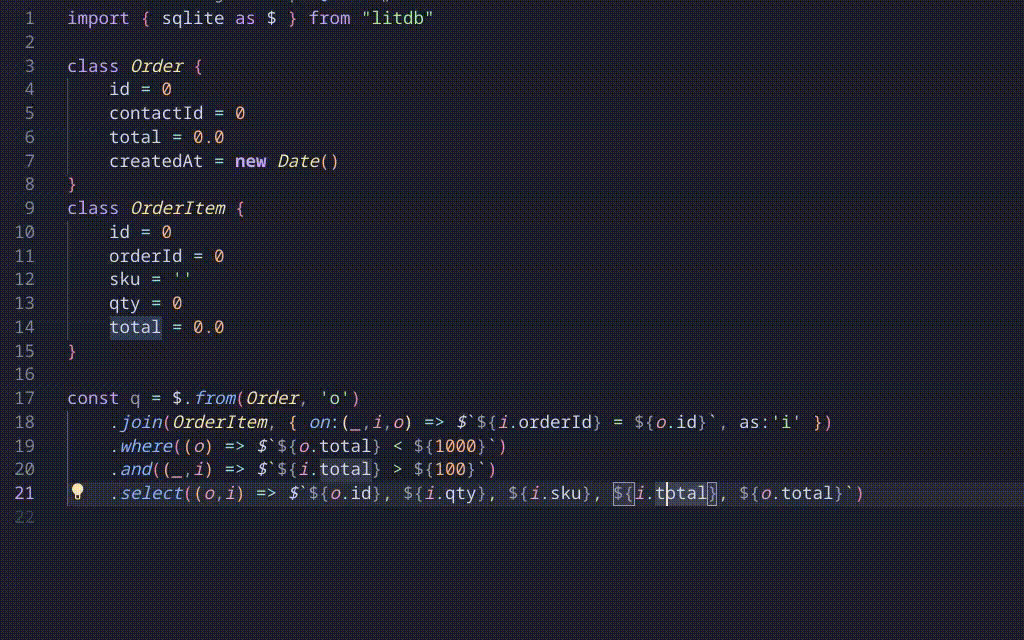 1 import { sqlite as $ } from "litdb"
2
3 class Order {
4     id = 0
5     contactId = 0
6     total = 0.0
7     createdAt = new Date()
8 }
9 class OrderItem {
10     id = 0
11     orderId = 0
12     sku = ''
13     qty = 0
14     total = 0.0
15 }
16
17 const q = $.from(Order, 'o')
18     .join(OrderItem, { on:(_,i,o) => $`${i.orderId} = ${o.id}`, as:'i' })
19     .where((o) => $`${o.total} < ${1000}`)
20     .and((_,i) => $`${i.total} > ${100}`)
21     .select((o,i) => $`${o.id}, ${i.qty}, ${i.sku}, ${i.total}, ${o.total}`)
22